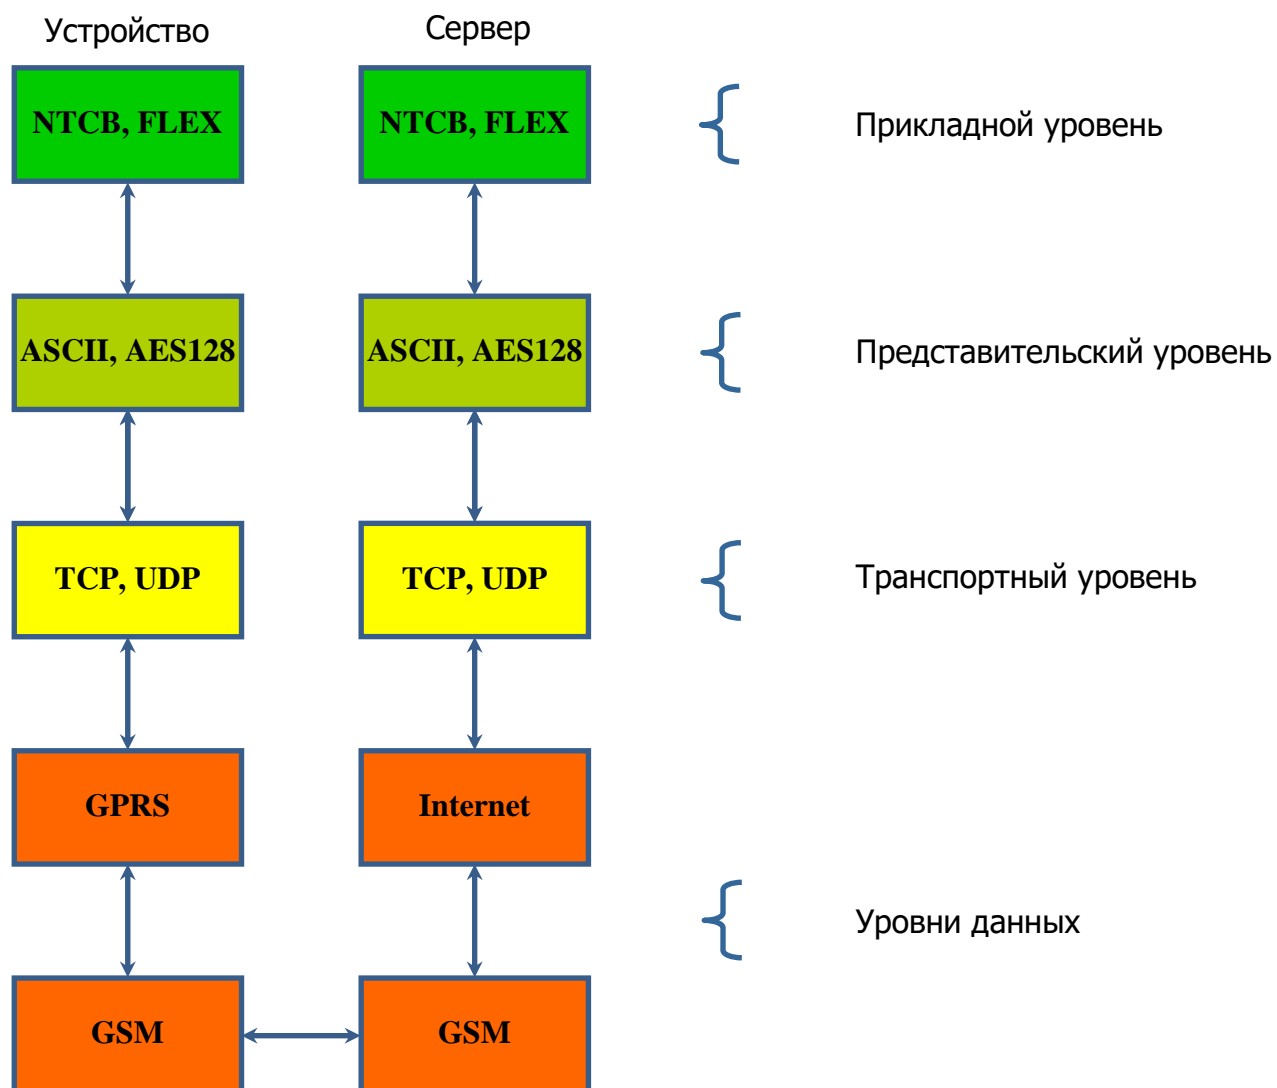 Устройство
Сервер
NTCB, FLEX
NTCB, FLEX
Прикладной уровень
ASCII, AES128
ASCII, AES128
Представительский уровень
TCP, UDP
TCP, UDP
Транспортный уровень
GPRS
Internet
Уровни данных
GSM
GSM